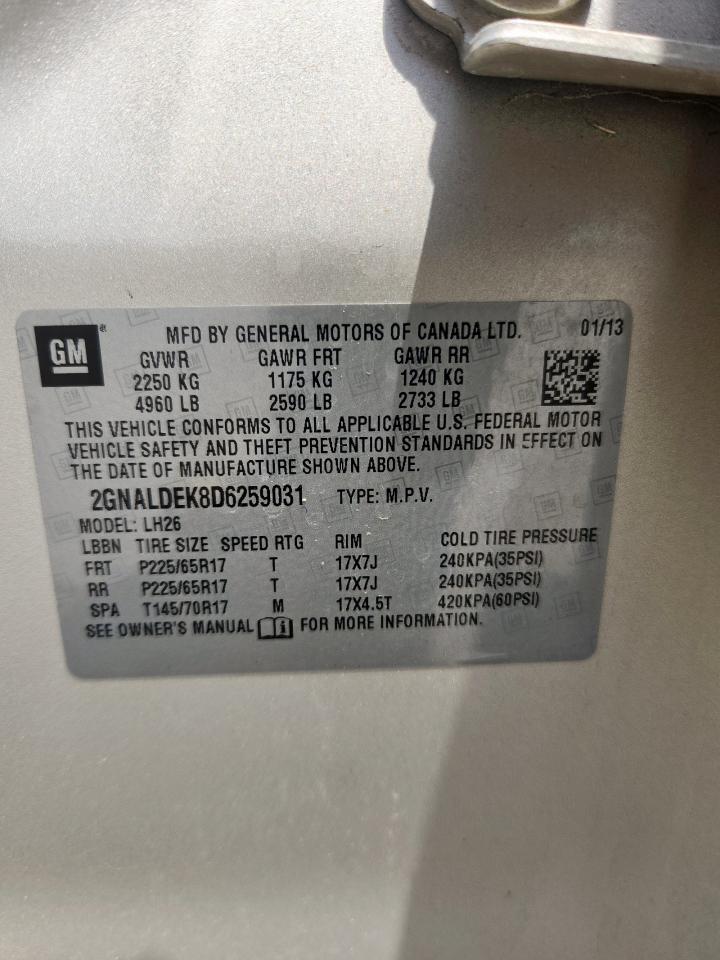 GM
MFD BY GENERAL MOTORS OF CANADA LTD. 01/13
GVWR GAWR FRT GAWR RR
2250 KG 1175 KG 1240 KG
4960 LB 2590 LB 2733 LB
THIS VEHICLE CONFORMS TO ALL APPLICABLE U.S. FEDERAL MOTOR
VEHICLE SAFETY AND THEFT PREVENTION STANDARDS IN EFFECT ON
THE DATE OF MANUFACTURE SHOWN ABOVE.
2GNALDEK8D6259031 TYPE: M.P.V.
MODEL: LH26
LBBN TIRE SIZE SPEED RTG RIM COLD TIRE PRESSURE
FRT P225/65R17 T 17X7J 240KPA(35PSI)
RR P225/65R17 T 17X7J 240KPA(35PSI)
SPA T145/70R17 M 17X4.5T 420KPA(60PSI)
SEE OWNER'S MANUAL FOR MORE INFORMATION.